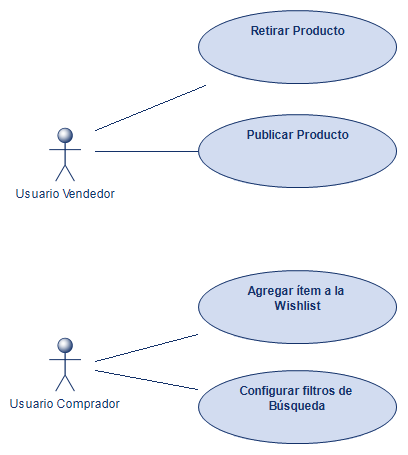 Retirar Producto
Publicar Producto
Usuario Vendedor
Agregar ítem a la
Wishlist
Configurar filtros de
Búsqueda
Usuario Comprador